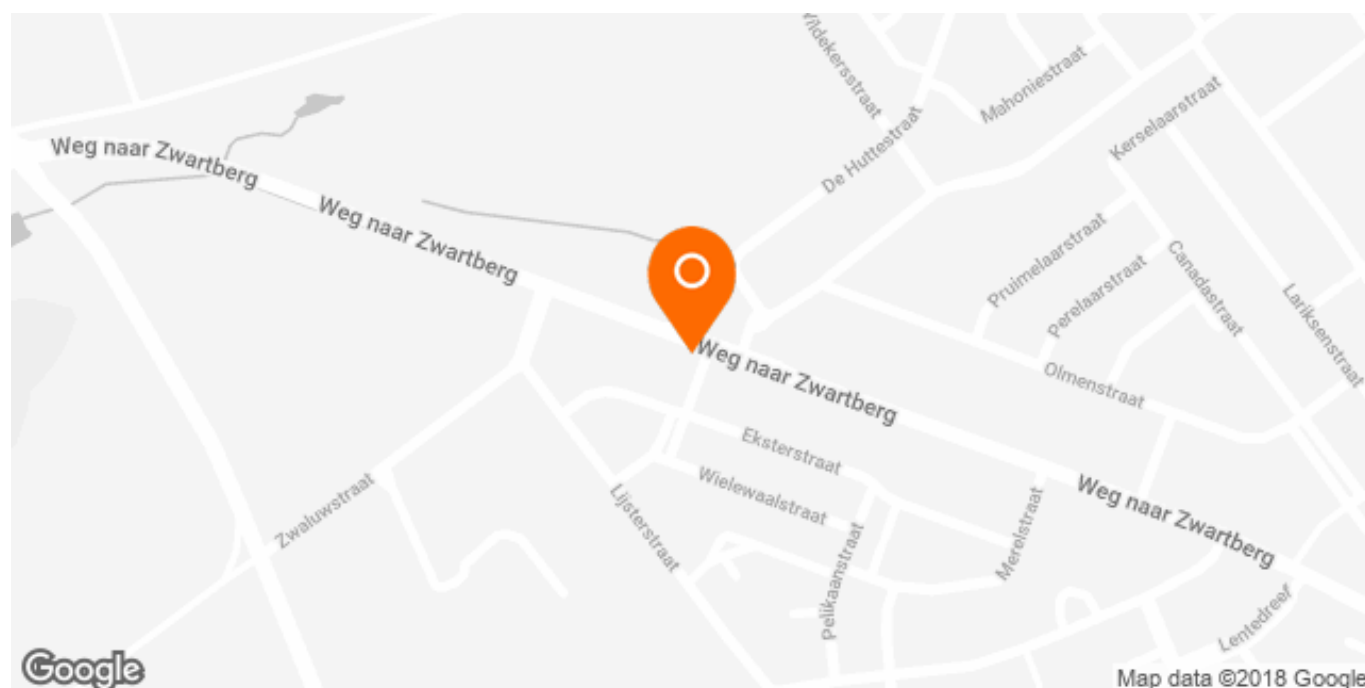 Wildekersstraat
Mahoniestraat
Kerselaarstraat
De Huttestraat
Weg naar Zwartberg
Weg naar Zwartberg
Pruimelaarstraat
Perelaarstraat
Canadastraat
Lariksenstraat
Weg naar Zwartberg
Olmenstraat
Eksterstraat
Wielewaalstraat
Zwaluwstraat
Lijsterstraat
Pelikaanstraat
Merelstraat
Weg naar Zwartberg
Lentedreef
Google
Map data ©2018 Google